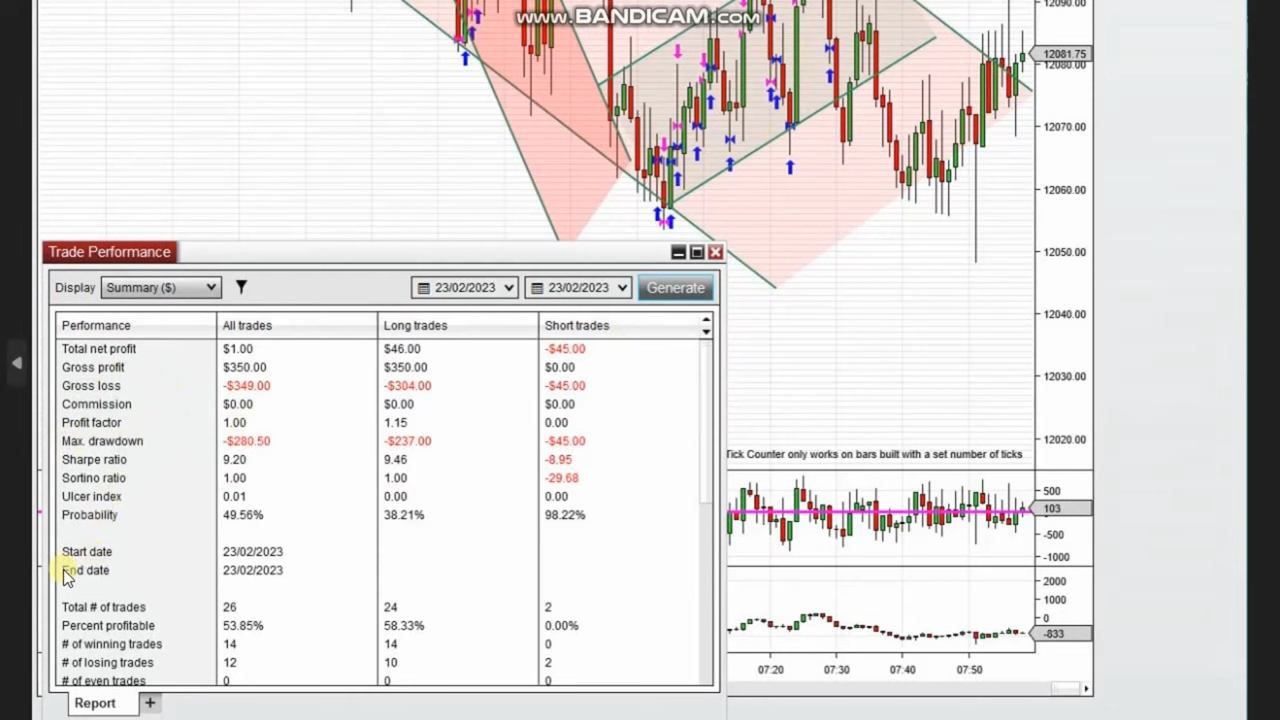 www.BANDICAM.com
12090.00
12081.75
12080.00
12070.00
12060.00
12050.00
12040.00
12030.00
12020.00
Trade Performance
Display Summary ($) 23/02/2023 23/02/2023 Generate
Performance All trades Long trades Short trades
Total net profit $1.00 $46.00 -$45.00
Gross profit $350.00 $350.00 $0.00
Gross loss -$349.00 -$304.00 -$45.00
Commission $0.00 $0.00 $0.00
Profit factor 1.00 1.15 0.00
Max. drawdown -$280.50 -$237.00 -$45.00
Sharpe ratio 9.20 9.46 -8.95
Sortino ratio 1.00 1.00 -29.68
Ulcer index 0.01 0.00 0.00
Probability 49.56% 38.21% 98.22%
Start date 23/02/2023
End date 23/02/2023
Total # of trades 26 24 2
Percent profitable 53.85% 58.33% 0.00%
# of winning trades 14 14 0
# of losing trades 12 10 2
# of even trades 0 0 0
Report +
Tick Counter only works on bars built with a set number of ticks
500
103
-500
-1000
2000
1000
0
-833
07:20 07:30 07:40 07:50